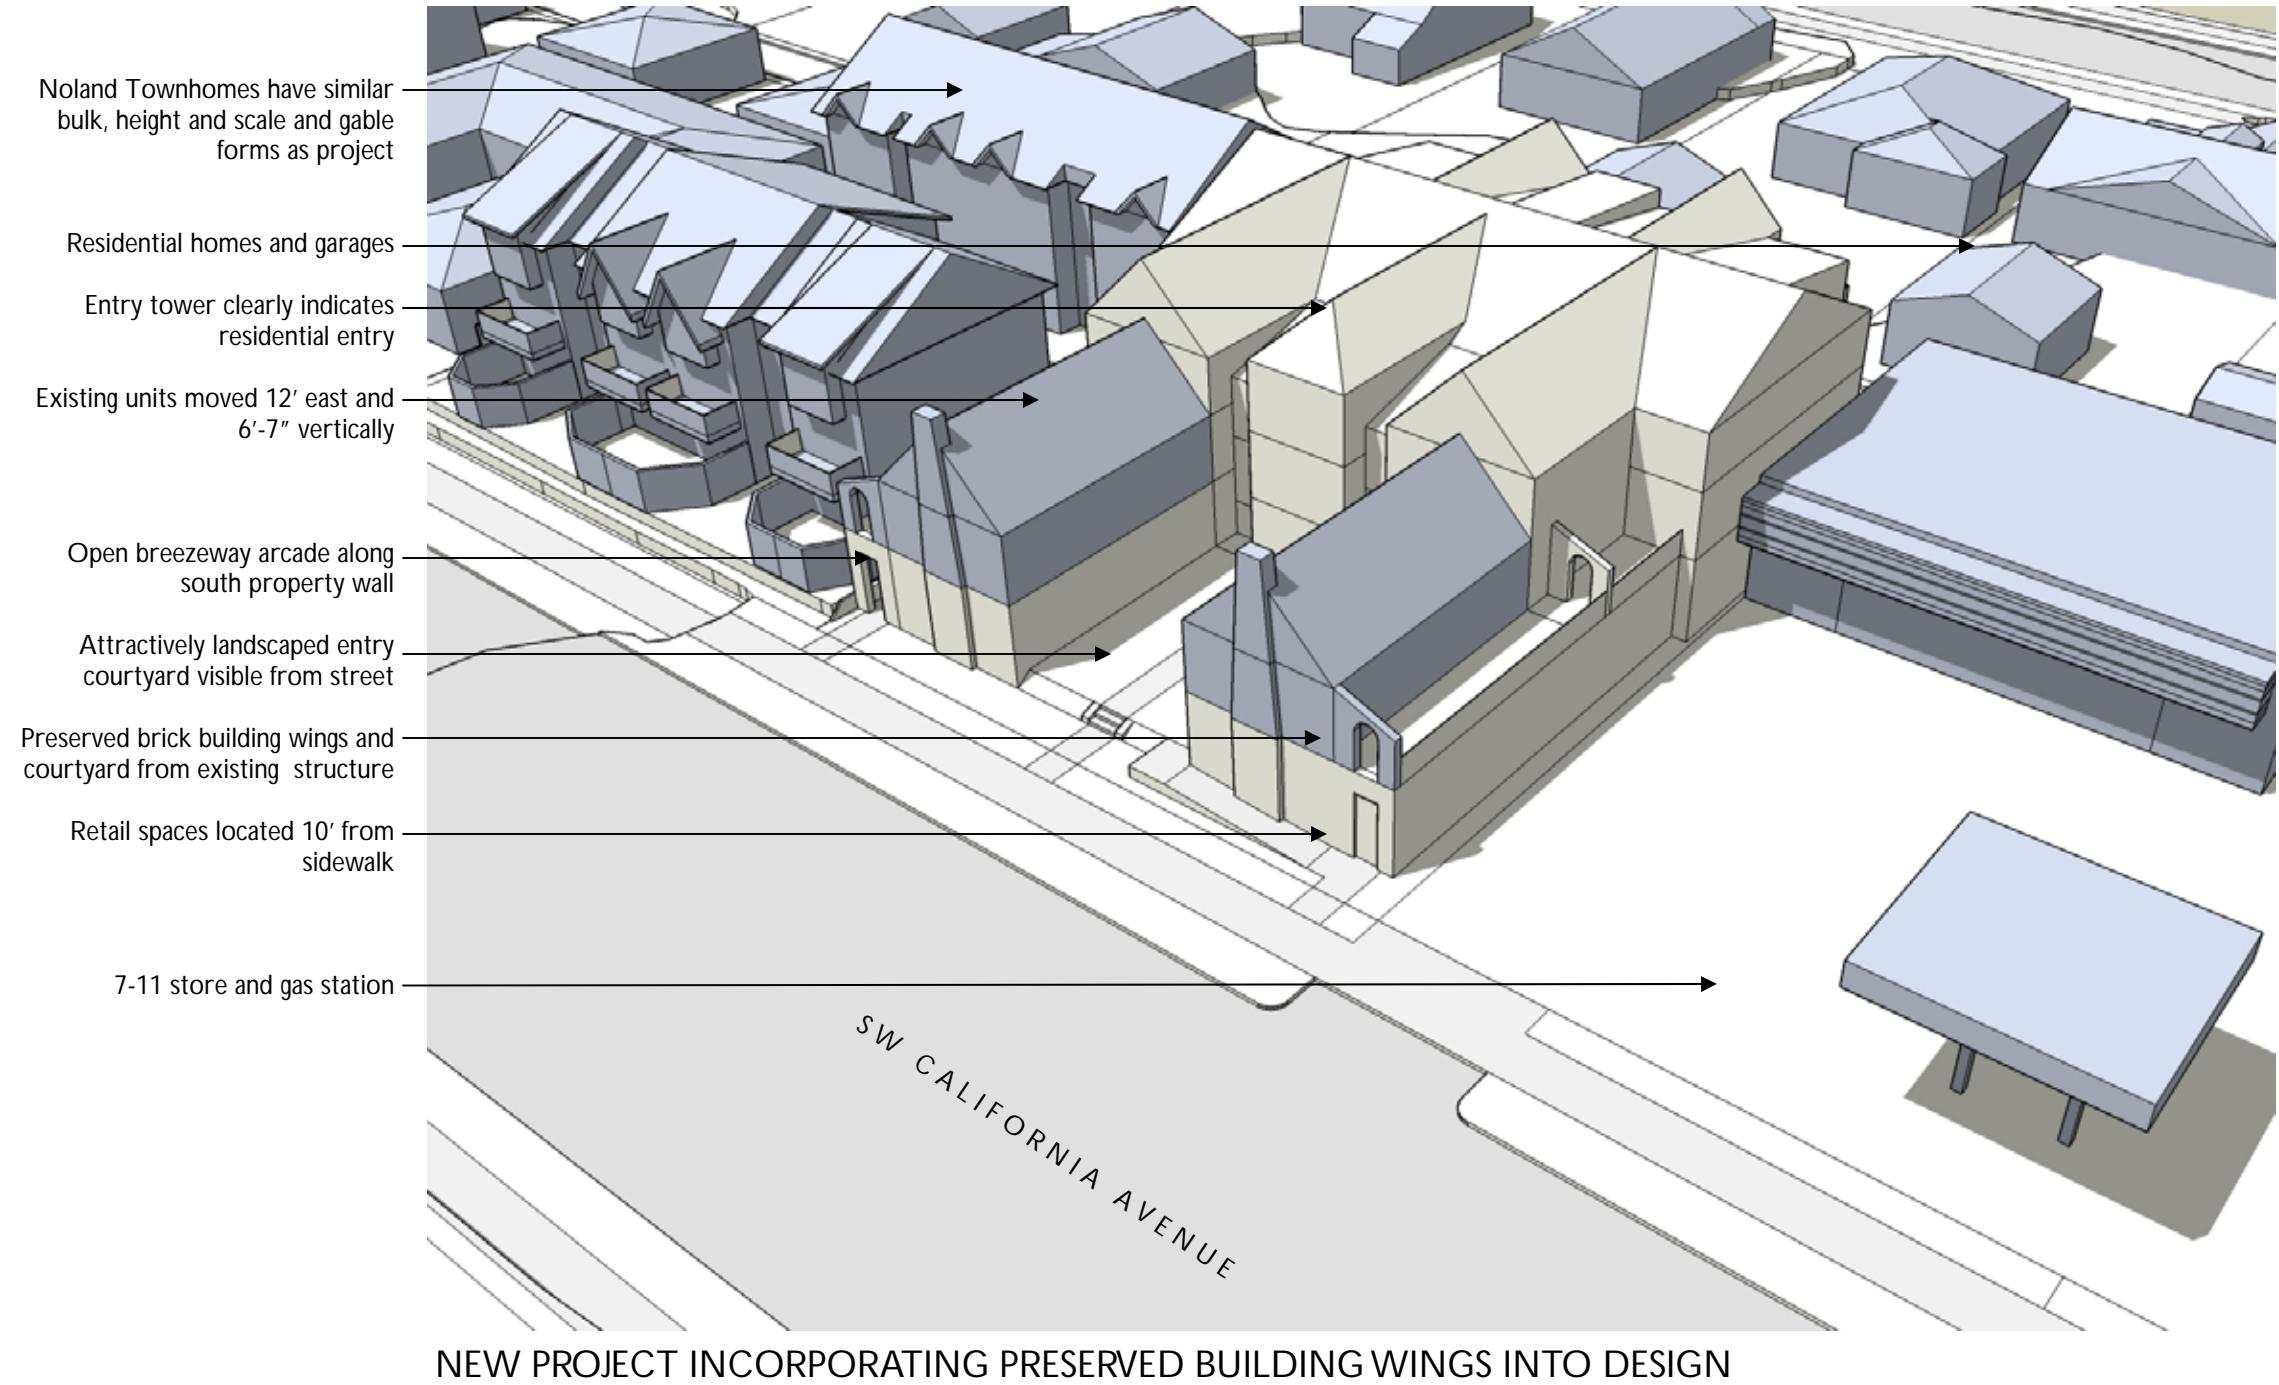 Noland Townhomes have similar
bulk, height and scale and gable
forms as project
Residential homes and garages
Entry tower clearly indicates
residential entry
Existing units moved 12′ east and
6′-7″ vertically
Open breezeway arcade along
south property wall
Attractively landscaped entry
courtyard visible from street
Preserved brick building wings and
courtyard from existing structure
Retail spaces located 10′ from
sidewalk
7-11 store and gas station
SW CALIFORNIA AVENUE
NEW PROJECT INCORPORATING PRESERVED BUILDING WINGS INTO DESIGN